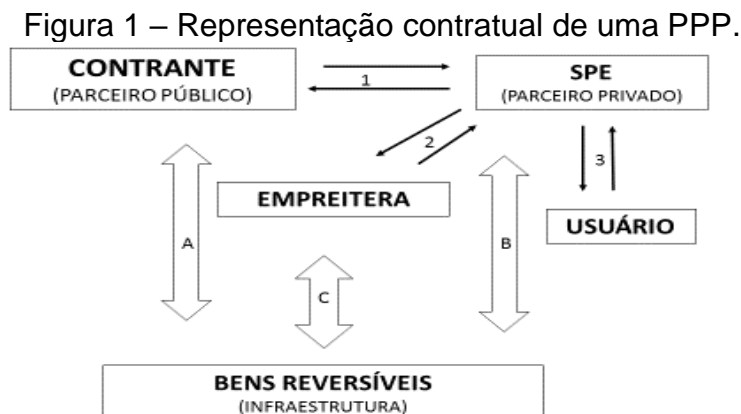 Figura 1 – Representação contratual de uma PPP.
CONTRANTE
(PARCEIRO PÚBLICO)
1
SPE
(PARCEIRO PRIVADO)
2
3
EMPREITERA
USUÁRIO
A
B
C
BENS REVERSÍVEIS
(INFRAESTRUTURA)